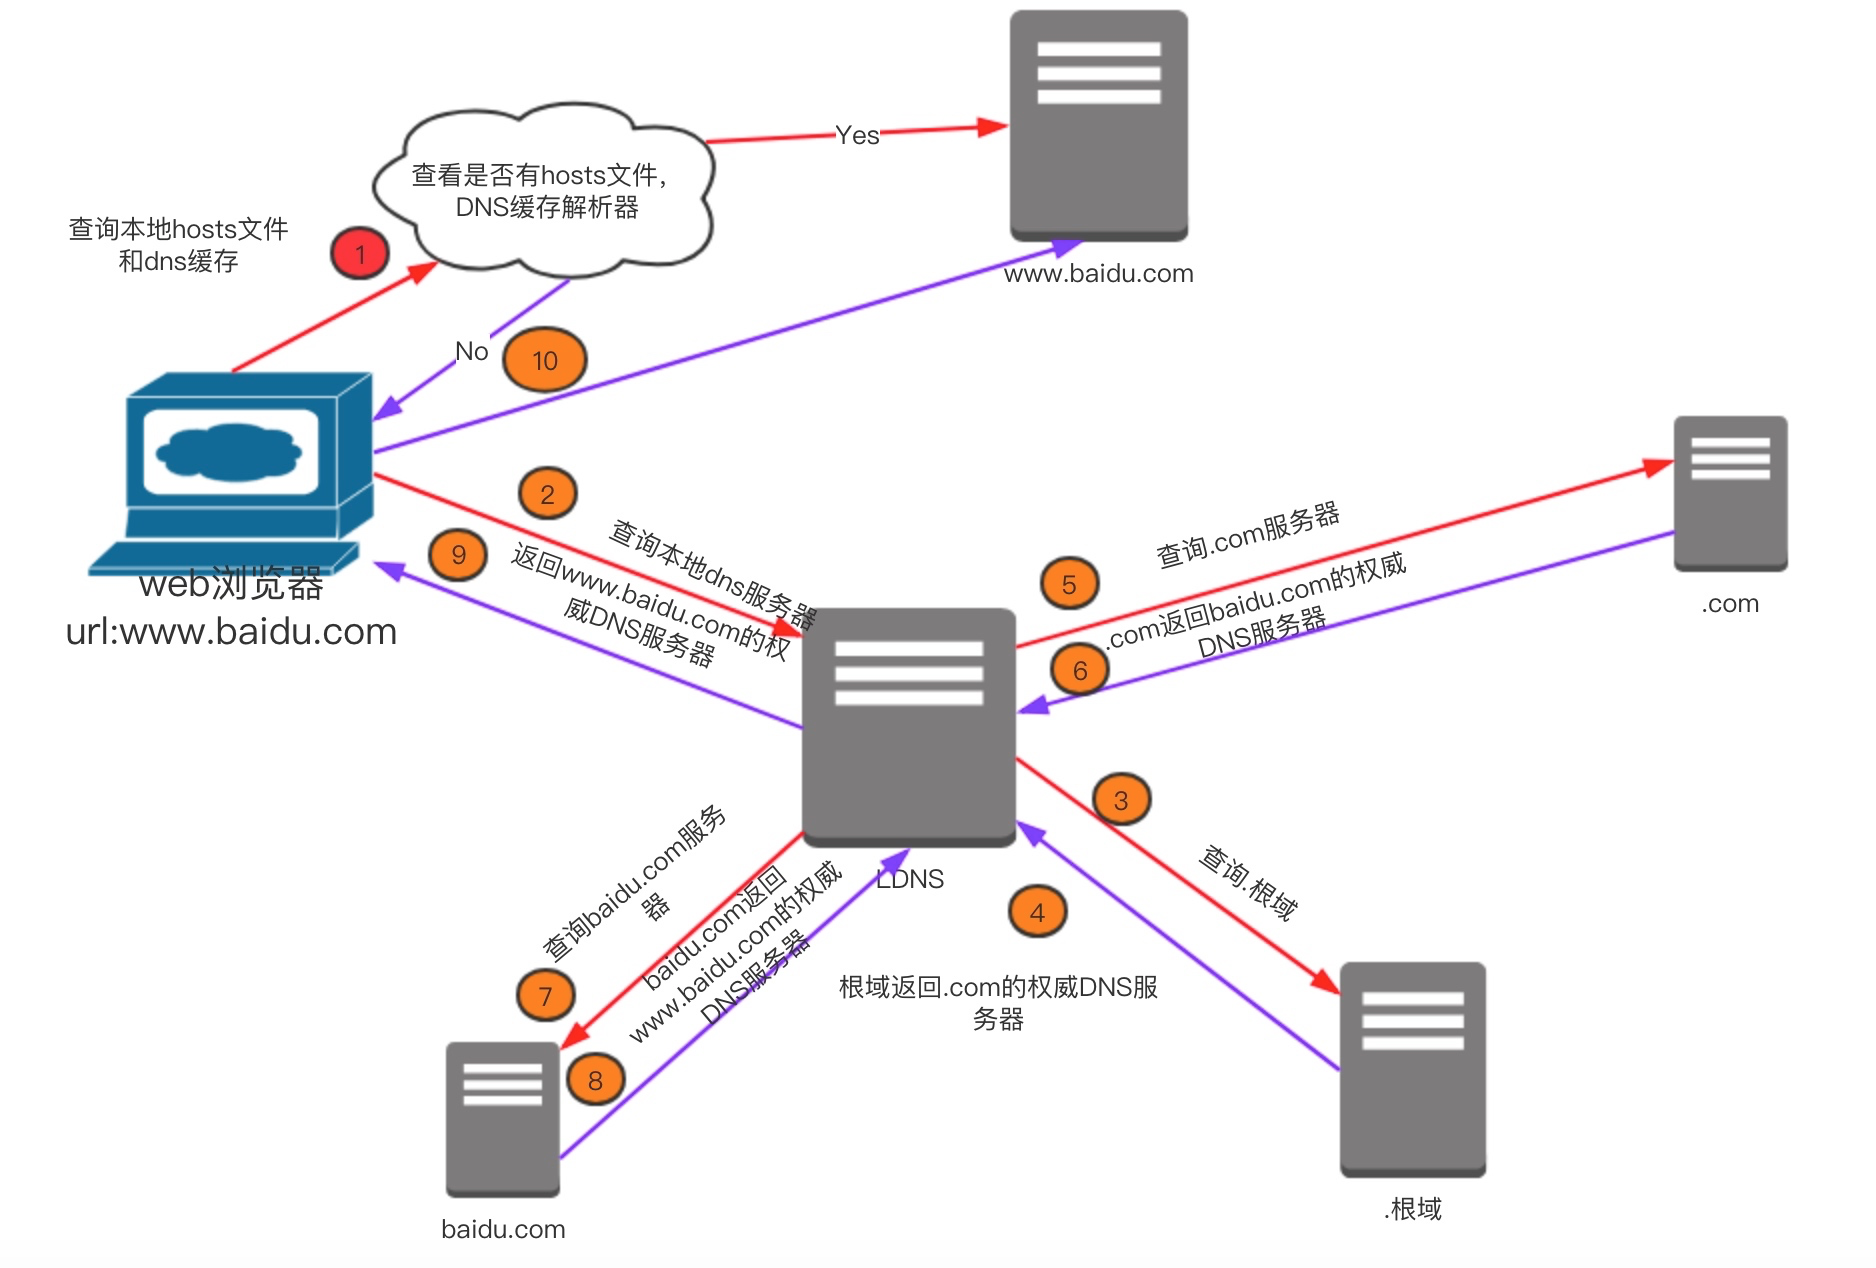 查看是否有hosts文件，
DNS缓存解析器
Yes
www.baidu.com
查询本地hosts文件
和dns缓存
1
No
10
web浏览器
url:www.baidu.com
2
查询本地dns服务器
9
返回www.baidu.com的权
威DNS服务器
5
查询.com服务器
6
.com返回baidu.com的权威
DNS服务器
.com
3
查询.根域
4
根域返回.com的权威DNS服
务器
.根域
LDNS
7
查询baidu.com服务
器
8
baidu.com返回
www.baidu.com的权威
DNS服务器
baidu.com